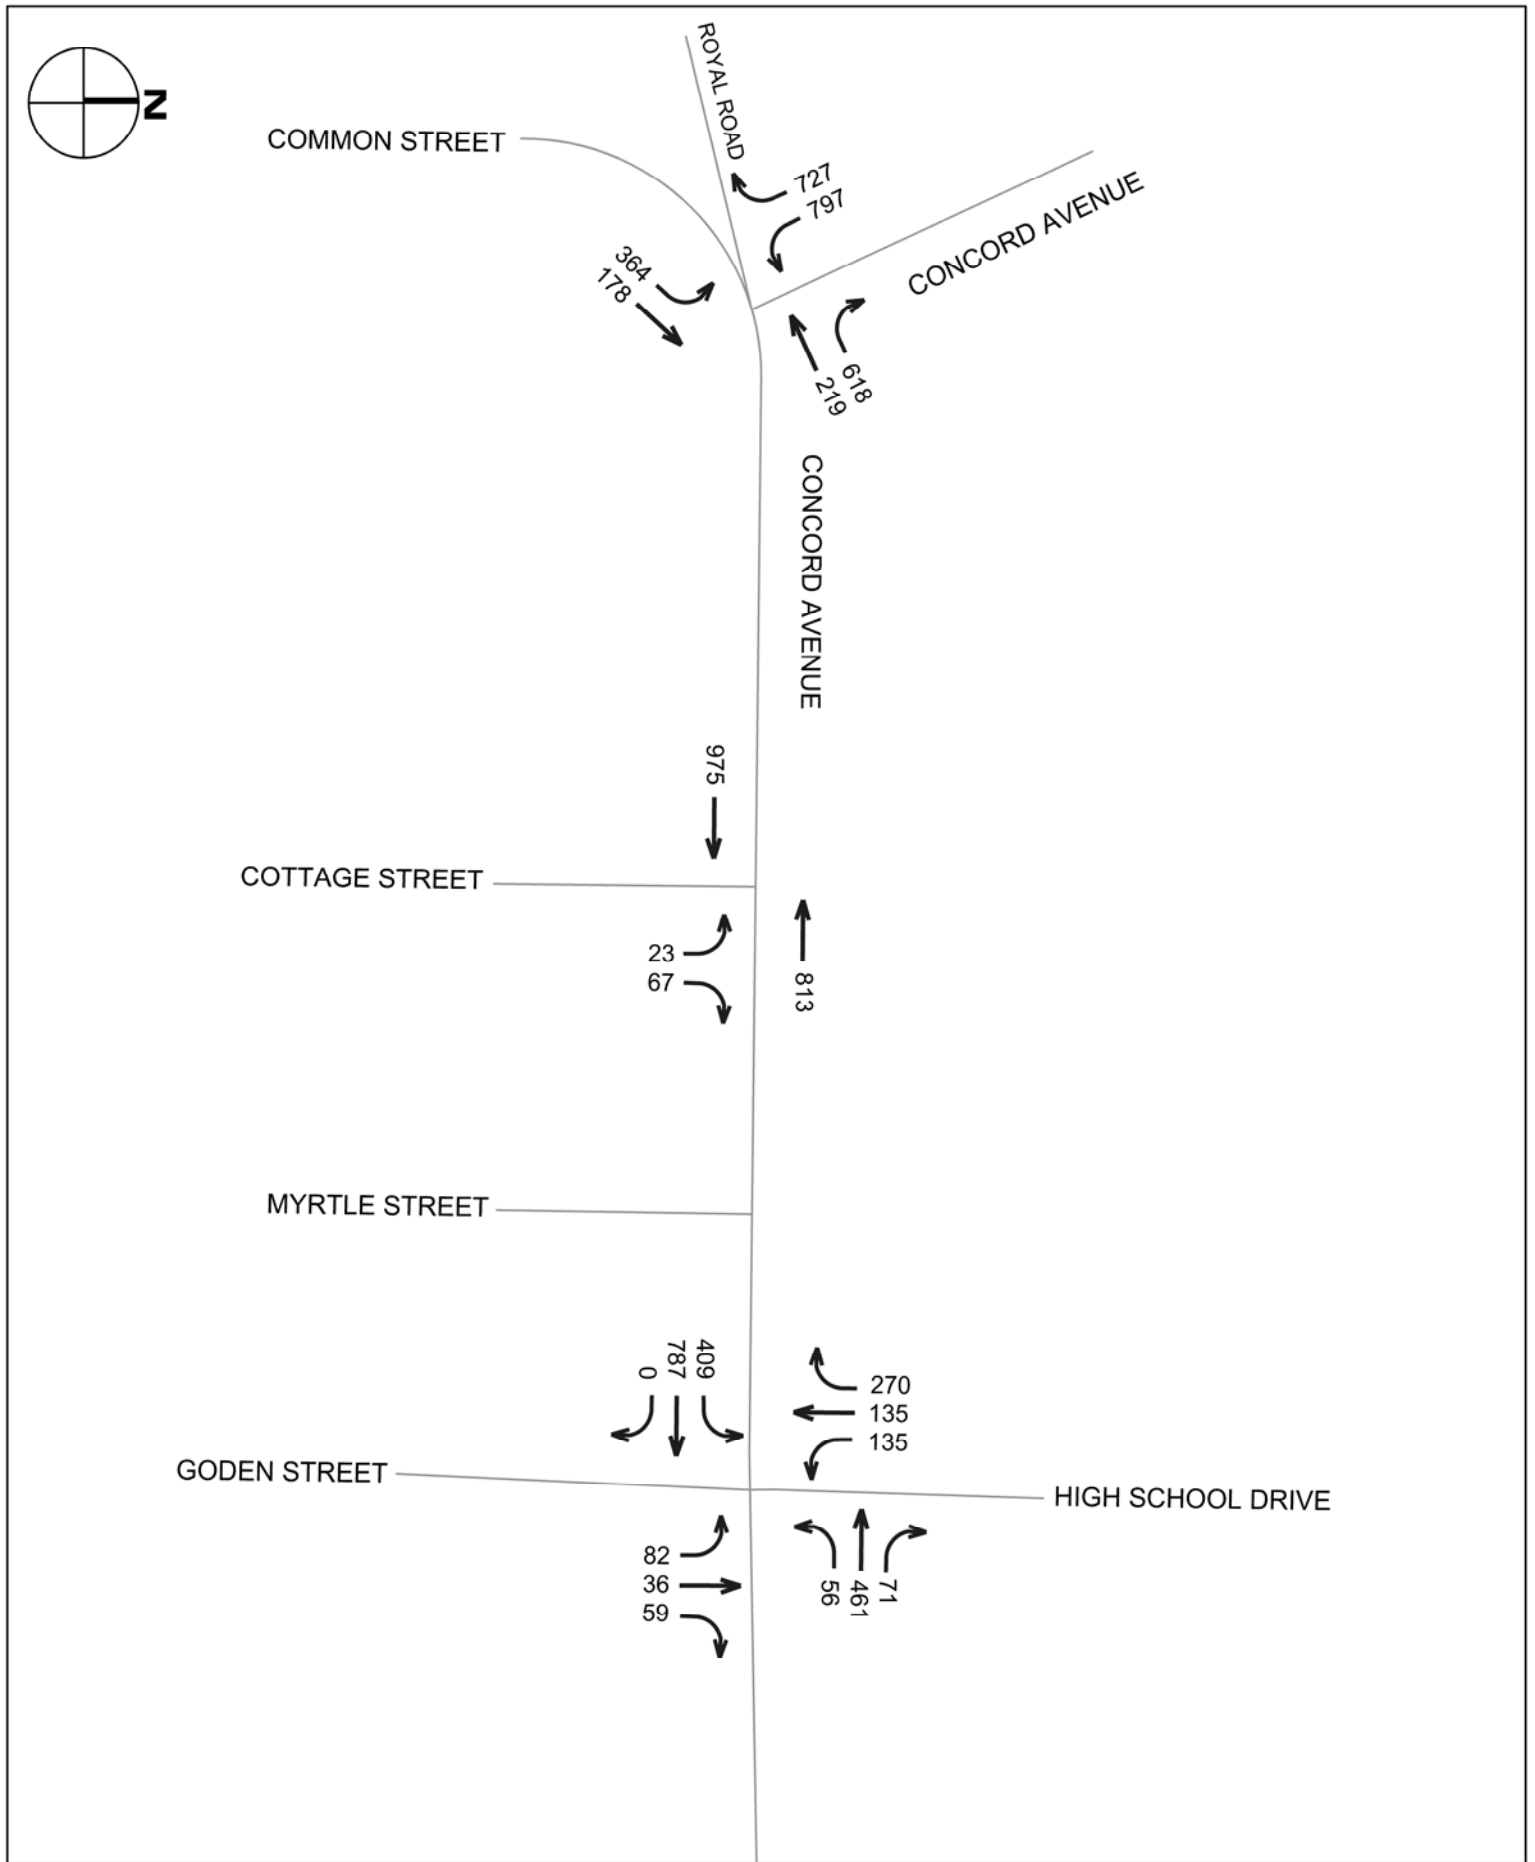 N
ROYAL ROAD
COMMON STREET
727
797
CONCORD AVENUE
364
178
618
219
CONCORD AVENUE
975
COTTAGE STREET
23
67
813
MYRTLE STREET
0
787
409
270
135
135
GODEN STREET
HIGH SCHOOL DRIVE
82
36
59
56
461
71